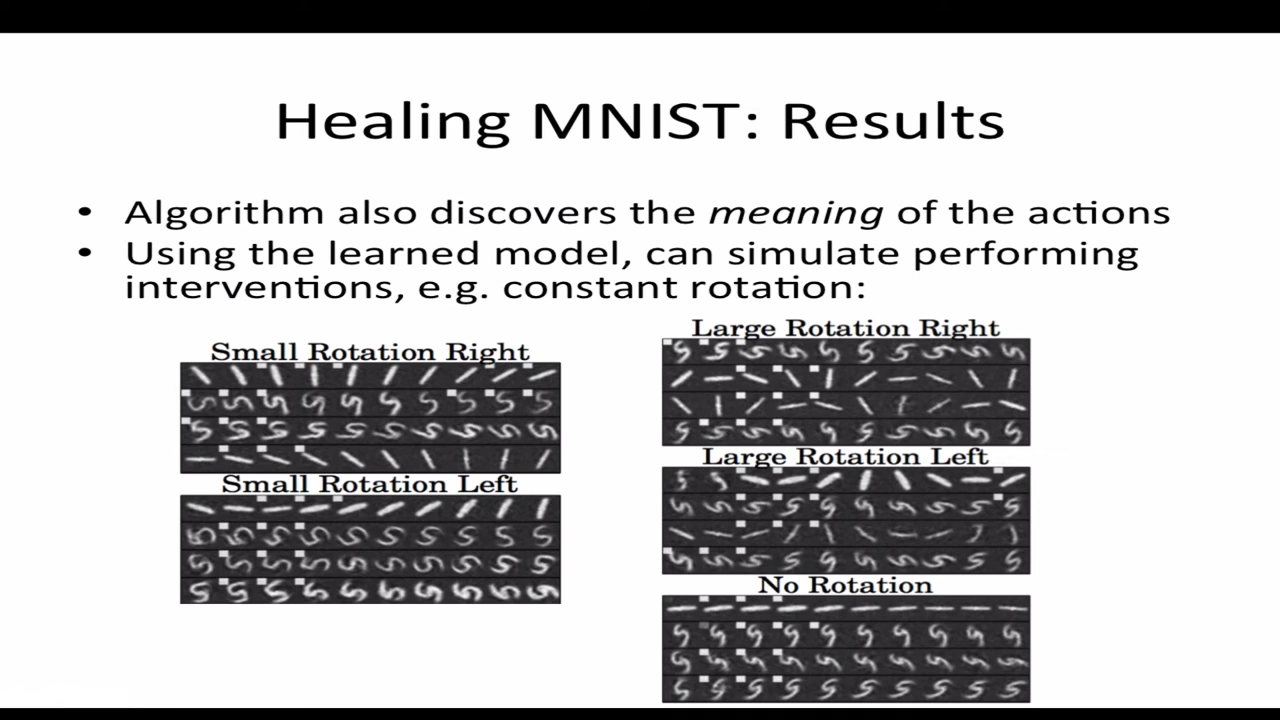 Healing MNIST: Results
• Algorithm also discovers the meaning of the actions
• Using the learned model, can simulate performing
interventions, e.g. constant rotation:
Small Rotation Right
Small Rotation Left
Large Rotation Right
Large Rotation Left
No Rotation